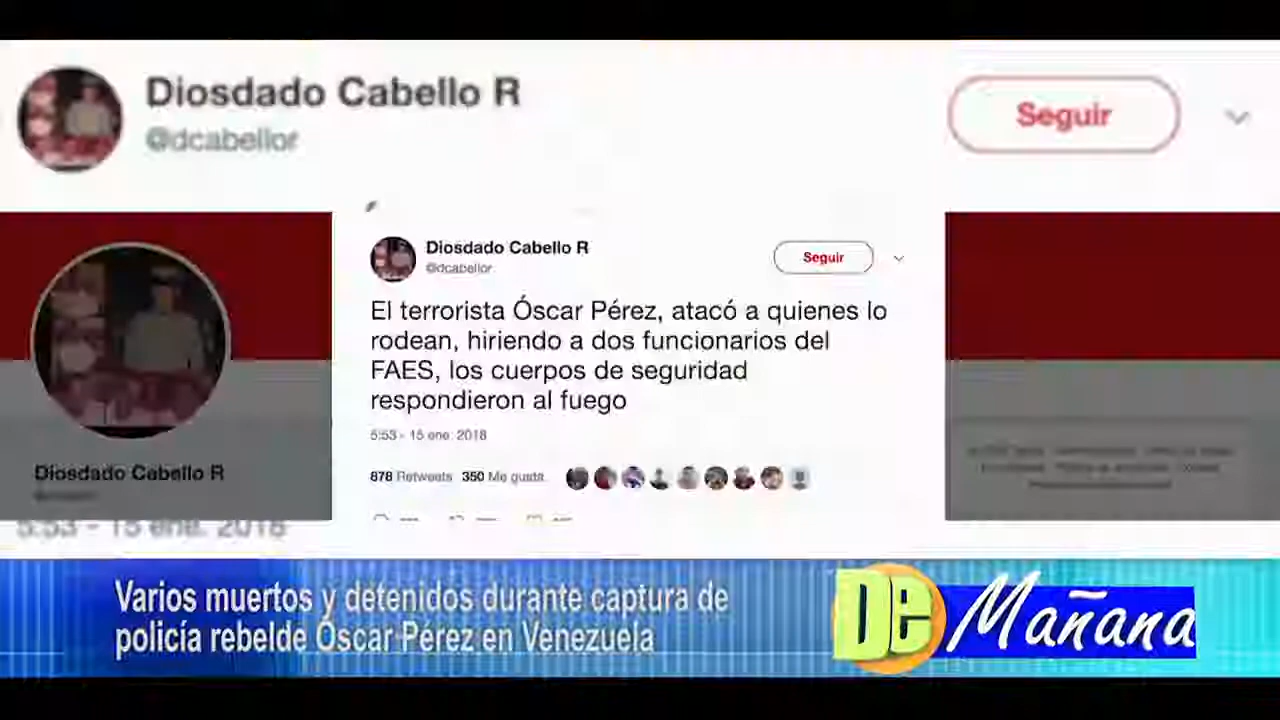 Diosdado Cabello R
@dcabellor
Seguir
Diosdado Cabello R
@dcabellor
Seguir
El terrorista Óscar Pérez, atacó a quienes lo
rodean, hiriendo a dos funcionarios del
FAES, los cuerpos de seguridad
respondieron al fuego
5:53 - 15 ene. 2018
878 Retweets 350 Me gusta
Diosdado Cabello R
5:53 - 15 ene. 2018
Varios muertos y detenidos durante captura de
policía rebelde Óscar Pérez en Venezuela
De Mañana